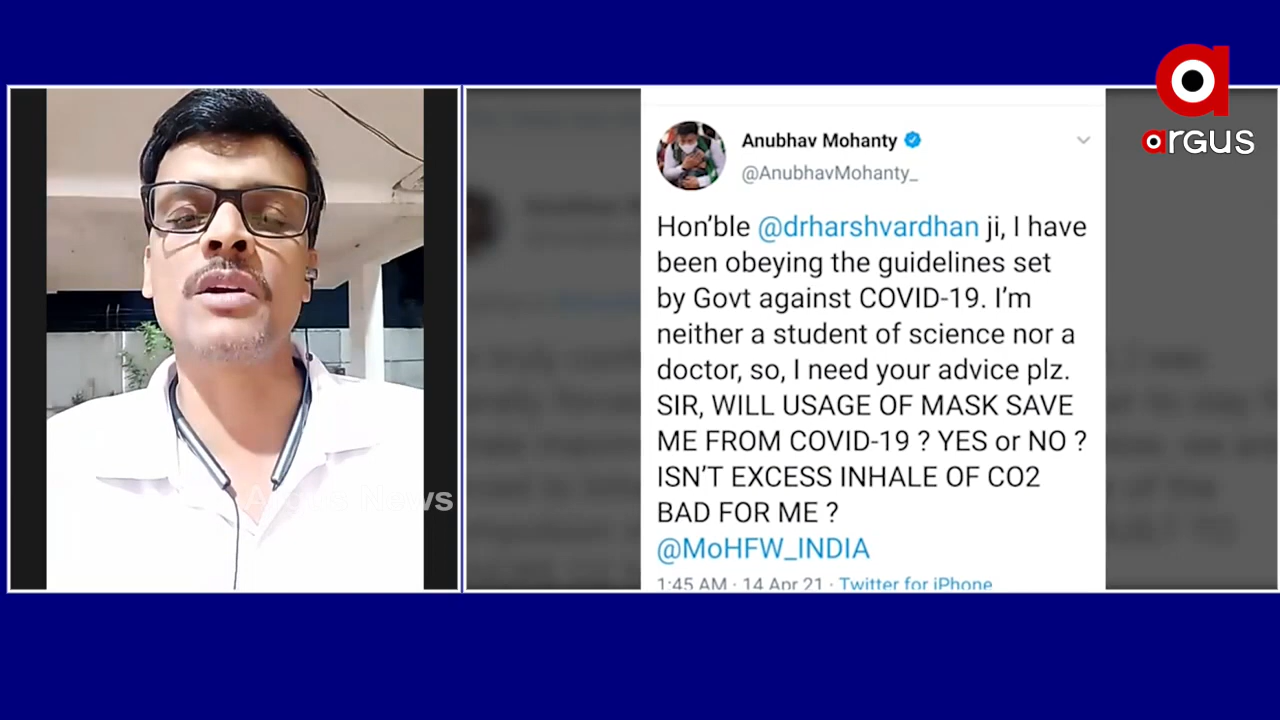 argus
Anubhav Mohanty
@AnubhavMohanty_
Hon'ble @drharshvardhan ji, I have
been obeying the guidelines set
by Govt against COVID-19. I'm
neither a student of science nor a
doctor, so, I need your advice plz.
SIR, WILL USAGE OF MASK SAVE
ME FROM COVID-19 ? YES or NO ?
ISN'T EXCESS INHALE OF CO2
BAD FOR ME ?
@MoHFW_INDIA
1:45 AM · 14 Apr 21 · Twitter for iPhone
Argus News